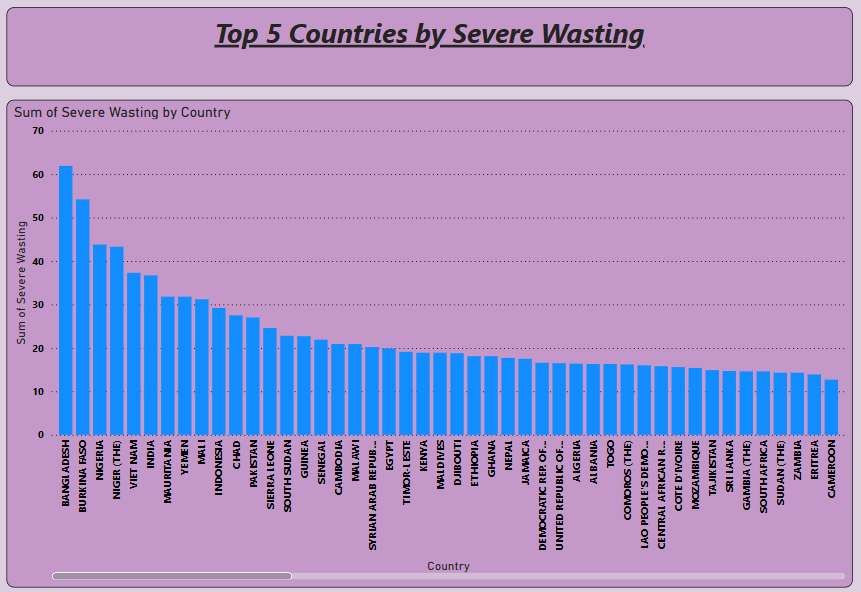 Top 5 Countries by Severe Wasting
Sum of Severe Wasting by Country
Sum of Severe Wasting
70
60
50
40
30
20
10
0
BANGLADESH
BURKINA FASO
NIGERIA
NIGER (THE)
VIET NAM
INDIA
MAURITANIA
YEMEN
MALI
INDONESIA
CHAD
PAKISTAN
SIERRA LEONE
SOUTH SUDAN
GUINEA
SENEGAL
CAMBODIA
MALAWI
SYRIAN ARAB REPUB...
EGYPT
TIMOR-LESTE
KENYA
MALDIVES
DJIBOUTI
ETHIOPIA
GHANA
NEPAL
JAMAICA
DEMOCRATIC REP. OF...
UNITED REPUBLIC OF...
ALGERIA
ALBANIA
TOGO
COMOROS (THE)
LAO PEOPLE'S DEMO...
CENTRAL AFRICAN R...
COTE D'IVOIRE
MOZAMBIQUE
TAJIKISTAN
SRI LANKA
GAMBIA (THE)
SOUTH AFRICA
SUDAN (THE)
ZAMBIA
ERITREA
CAMEROON
Country